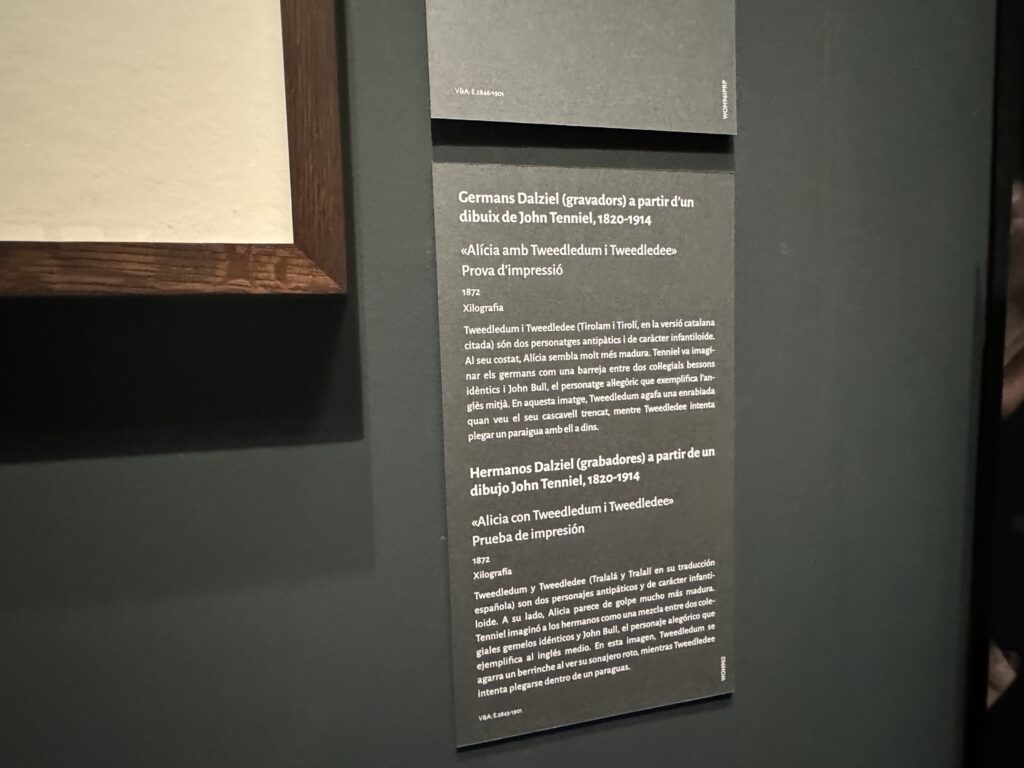 V&A: E.2846-1901
WON961PRP
Germans Dalziel (gravadors) a partir d'un
dibuix de John Tenniel, 1820-1914
«Alícia amb Tweedledum i Tweedledee»
Prova d'impressió
1872
Xilografia
Tweedledum i Tweedledee (Tirolam i Tirolí, en la versió catalana
citada) són dos personatges antipàtics i de caràcter infantiloide.
Al seu costat, Alícia sembla molt més madura. Tenniel va imagi-
nar els germans com una barreja entre dos col·legials bessons
idèntics i John Bull, el personatge al·legòric que exemplifica l'an-
glès mitjà. En aquesta imatge, Tweedledum agafa una enrabiada
quan veu el seu cascavell trencat, mentre Tweedledee intenta
plegar un paraigua amb ell a dins.
Hermanos Dalziel (grabadores) a partir de un
dibujo John Tenniel, 1820-1914
«Alicia con Tweedledum i Tweedledee»
Prueba de impresión
1872
Xilografía
Tweedledum y Tweedledee (Tralalá y Tralalí en su traducción
española) son dos personajes antipáticos y de carácter infanti-
loide. A su lado, Alicia parece de golpe mucho más madura.
Tenniel imaginó a los hermanos como una mezcla entre dos cole-
giales gemelos idénticos y John Bull, el personaje alegórico que
ejemplifica al inglés medio. En esta imagen, Tweedledum se
agarra un berrinche al ver su sonajero roto, mientras Tweedledee
intenta plegarse dentro de un paraguas.
V&A: E.2843-1901